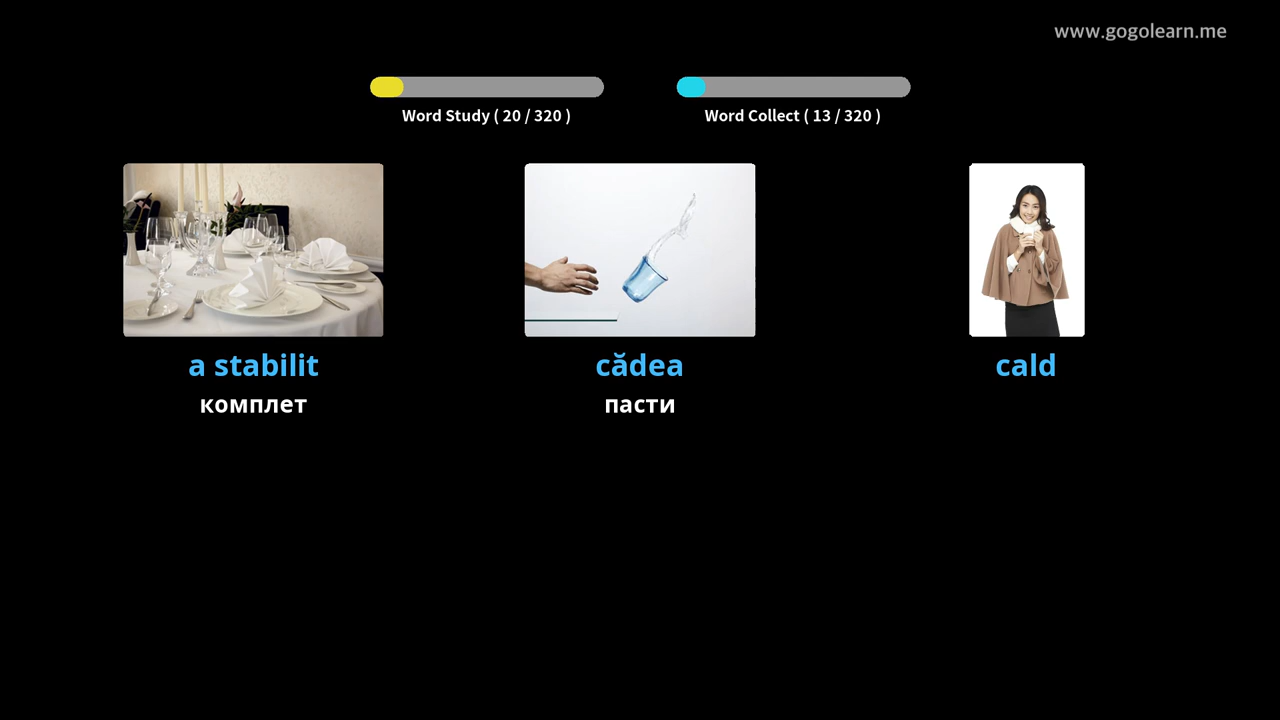 www.gogolearn.me
Word Study ( 20 / 320 )
Word Collect ( 13 / 320 )
a stabilit
комплет
cădea
пасти
cald